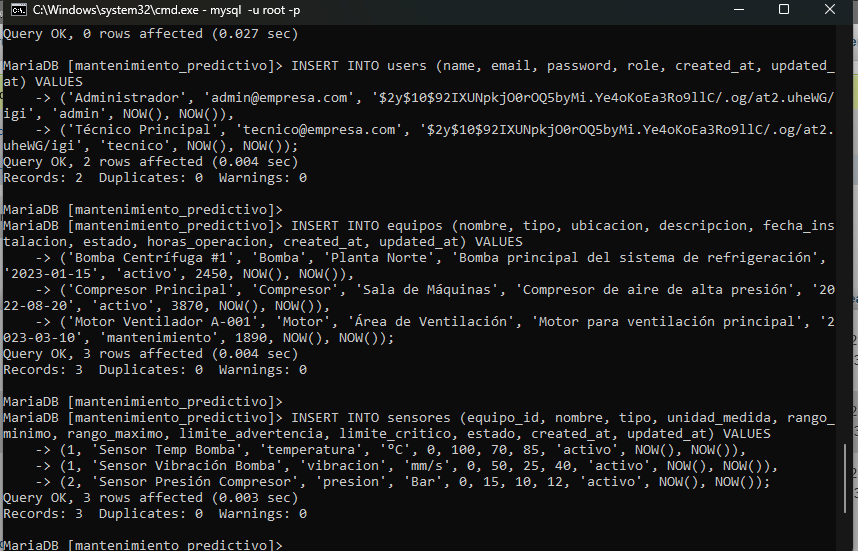 C:\Windows\system32\cmd.exe - mysql -u root -p
Query OK, 0 rows affected (0.027 sec)
MariaDB [mantenimiento_predictivo]> INSERT INTO users (name, email, password, role, created_at, updated_
at) VALUES
    -> ('Administrador', 'admin@empresa.com', '$2y$10$92IXUNpkjO0rOQ5byMi.Ye4oKoEa3Ro9llC/.og/at2.uheWG/
igi', 'admin', NOW(), NOW()),
    -> ('Técnico Principal', 'tecnico@empresa.com', '$2y$10$92IXUNpkjO0rOQ5byMi.Ye4oKoEa3Ro9llC/.og/at2.
uheWG/igi', 'tecnico', NOW(), NOW());
Query OK, 2 rows affected (0.004 sec)
Records: 2  Duplicates: 0  Warnings: 0
MariaDB [mantenimiento_predictivo]>
MariaDB [mantenimiento_predictivo]> INSERT INTO equipos (nombre, tipo, ubicacion, descripcion, fecha_ins
talacion, estado, horas_operacion, created_at, updated_at) VALUES
    -> ('Bomba Centrífuga #1', 'Bomba', 'Planta Norte', 'Bomba principal del sistema de refrigeración',
'2023-01-15', 'activo', 2450, NOW(), NOW()),
    -> ('Compresor Principal', 'Compresor', 'Sala de Máquinas', 'Compresor de aire de alta presión', '20
22-08-20', 'activo', 3870, NOW(), NOW()),
    -> ('Motor Ventilador A-001', 'Motor', 'Área de Ventilación', 'Motor para ventilación principal', '2
023-03-10', 'mantenimiento', 1890, NOW(), NOW());
Query OK, 3 rows affected (0.004 sec)
Records: 3  Duplicates: 0  Warnings: 0
MariaDB [mantenimiento_predictivo]>
MariaDB [mantenimiento_predictivo]> INSERT INTO sensores (equipo_id, nombre, tipo, unidad_medida, rango_
minimo, rango_maximo, limite_advertencia, limite_critico, estado, created_at, updated_at) VALUES
    -> (1, 'Sensor Temp Bomba', 'temperatura', '°C', 0, 100, 70, 85, 'activo', NOW(), NOW()),
    -> (1, 'Sensor Vibración Bomba', 'vibracion', 'mm/s', 0, 50, 25, 40, 'activo', NOW(), NOW()),
    -> (2, 'Sensor Presión Compresor', 'presion', 'Bar', 0, 15, 10, 12, 'activo', NOW(), NOW());
Query OK, 3 rows affected (0.003 sec)
Records: 3  Duplicates: 0  Warnings: 0
MariaDB [mantenimiento_predictivo]>